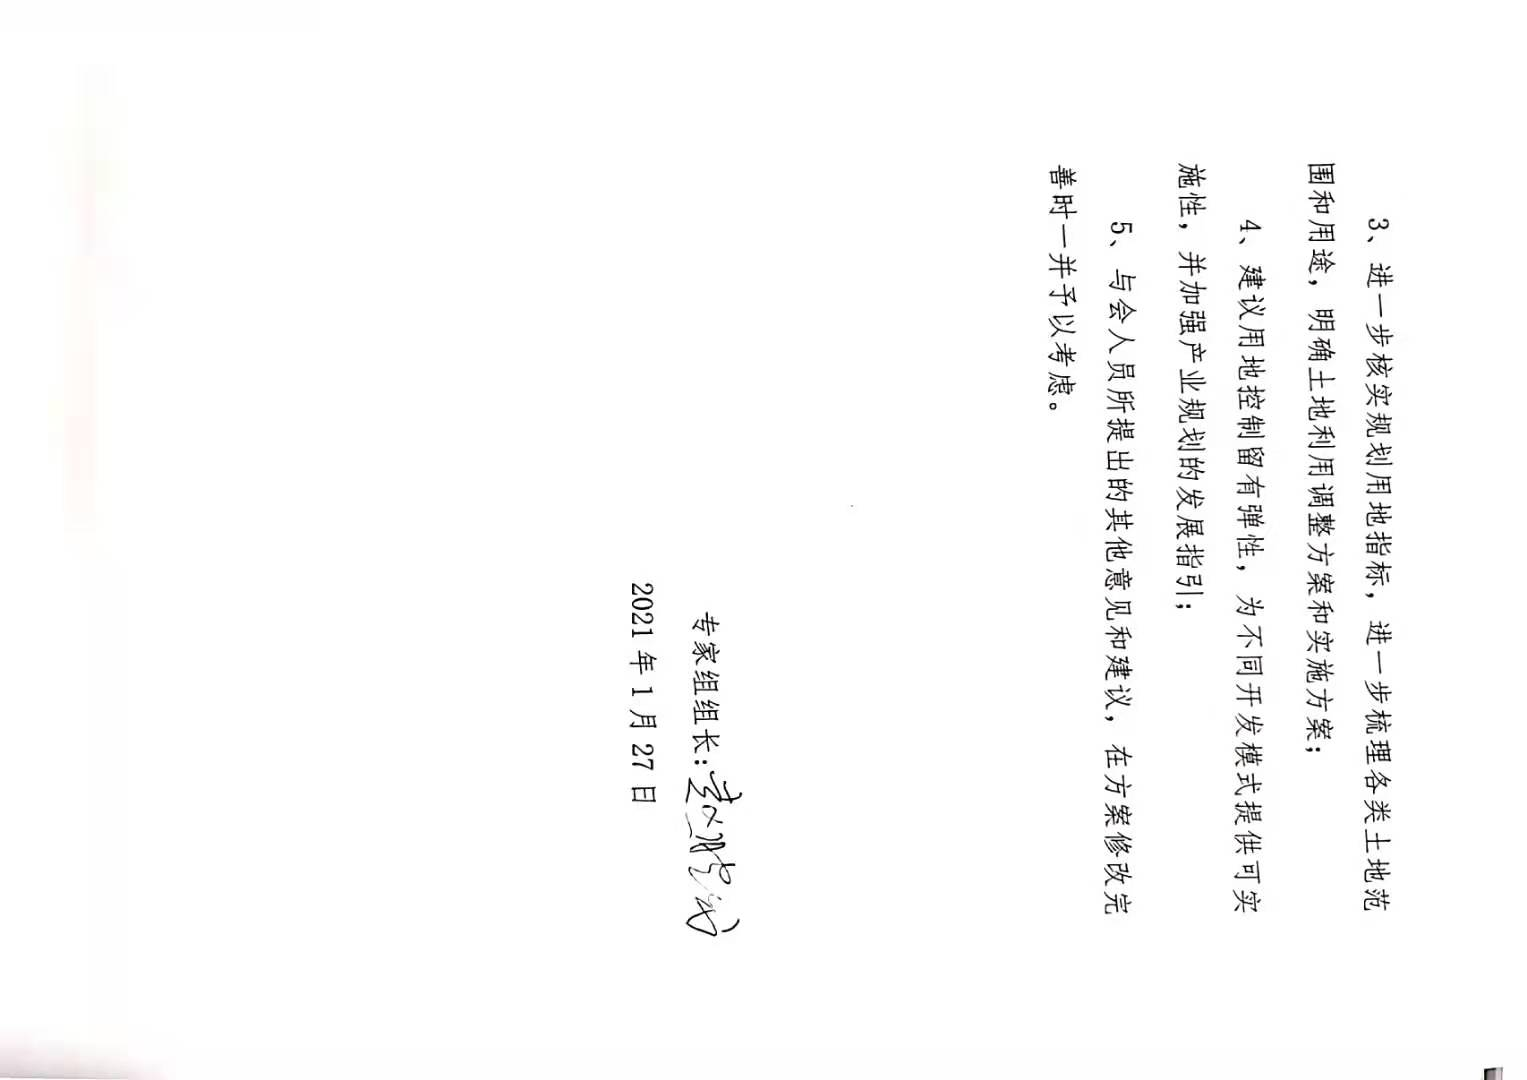 3、进一步核实规划用地指标，进一步梳理各类土地范
围和用途，明确土地利用调整方案和实施方案；
4、建议用地控制留有弹性，为不同开发模式提供可实
施性，并加强产业规划的发展指引；
5、与会人员所提出的其他意见和建议，在方案修改完
善时一并予以考虑。
专家组组长：
2021 年 1 月 27 日